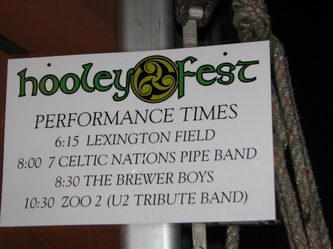 hooley fest
PERFORMANCE TIMES
6:15 LEXINGTON FIELD
8:00 7 CELTIC NATIONS PIPE BAND
8:30 THE BREWER BOYS
10:30 ZOO 2 (U2 TRIBUTE BAND)